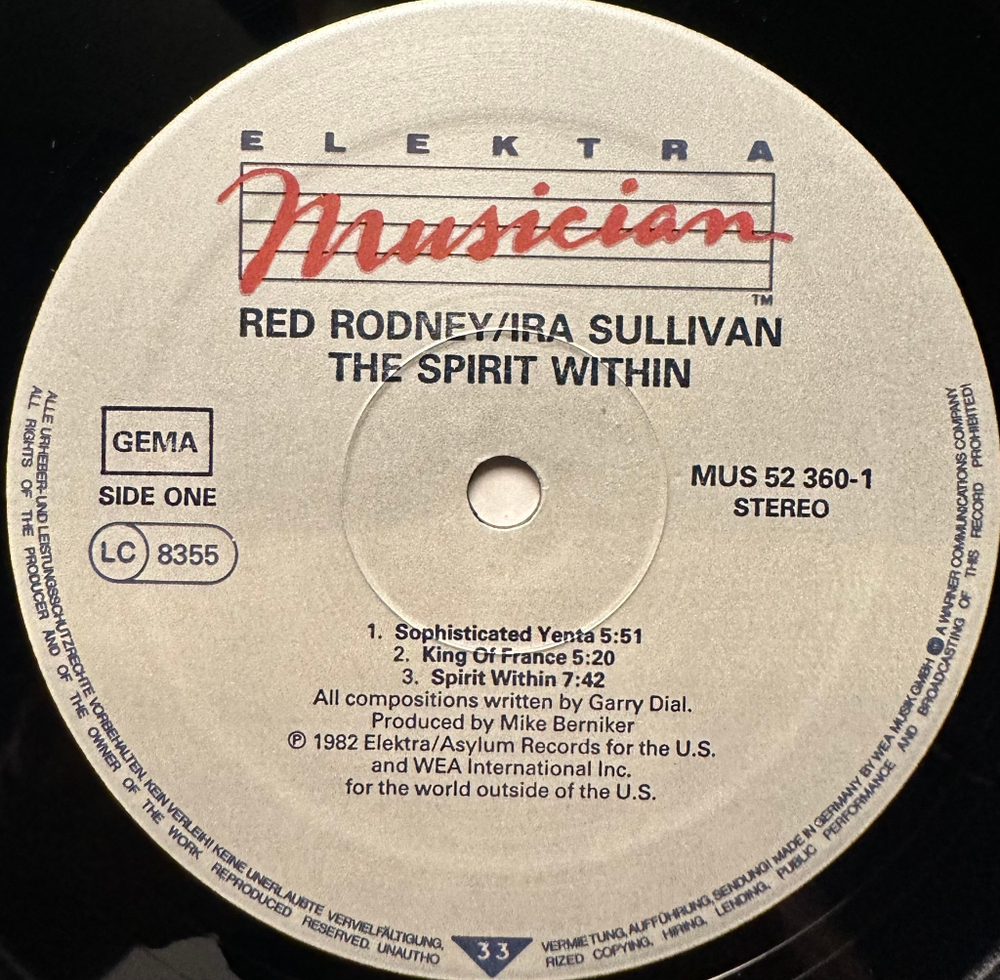 ELEKTRA
Musician
TM
RED RODNEY/IRA SULLIVAN
THE SPIRIT WITHIN
GEMA
SIDE ONE
LC 8355
MUS 52 360-1
STEREO
1. Sophisticated Yenta 5:51
2. King Of France 5:20
3. Spirit Within 7:42
All compositions written by Garry Dial.
Produced by Mike Berniker
℗ 1982 Elektra/Asylum Records for the U.S.
and WEA International Inc.
for the world outside of the U.S.
ALLE URHEBER- UND LEISTUNGSSCHUTZRECHTE VORBEHALTEN. KEIN VERLEIH! KEINE UNERLAUBTE VERVIELFÄLTIGUNG,
VERMIETUNG, AUFFÜHRUNG, SENDUNG! MADE IN GERMANY. BY WEA MUSIK GMBH A WARNER COMMUNICATIONS COMPANY
ALL RIGHTS OF THE PRODUCER AND OF THE OWNER OF THE WORK REPRODUCED RESERVED. UNAUTHO
RIZED COPYING, HIRING, LENDING, PUBLIC PERFORMANCE AND BROADCASTING OF THIS RECORD PROHIBITED!
33